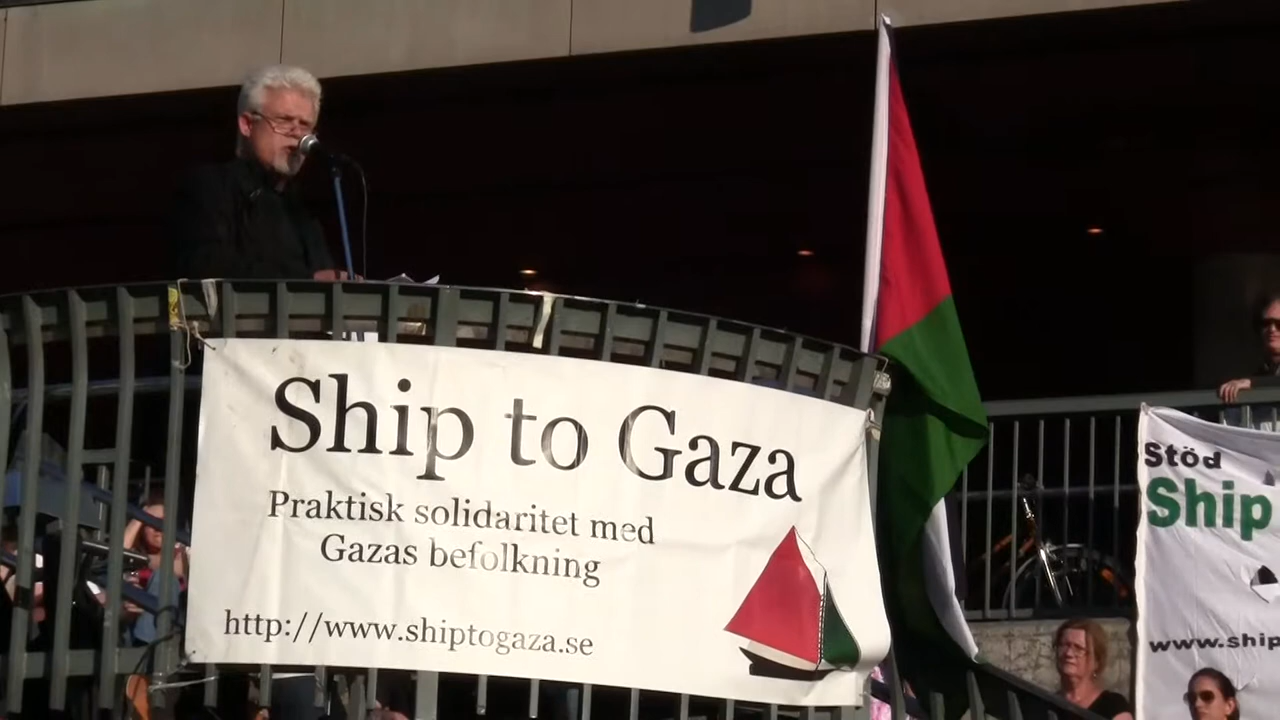 Ship to Gaza
Praktisk solidaritet med
Gazas befolkning
http://www.shiptogaza.se
Stöd
Ship
www.ship